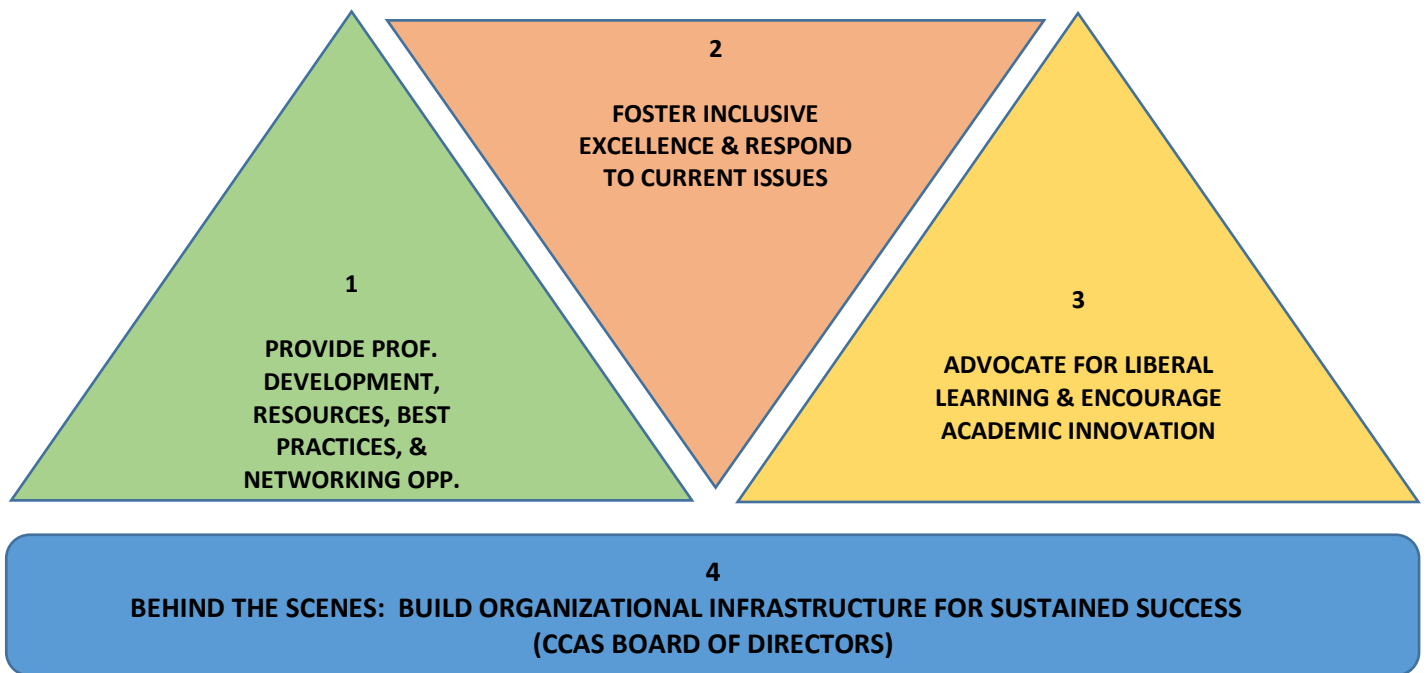 1
PROVIDE PROF.
DEVELOPMENT,
RESOURCES, BEST
PRACTICES, &
NETWORKING OPP.
2
FOSTER INCLUSIVE
EXCELLENCE & RESPOND
TO CURRENT ISSUES
3
ADVOCATE FOR LIBERAL
LEARNING & ENCOURAGE
ACADEMIC INNOVATION
4
BEHIND THE SCENES:  BUILD ORGANIZATIONAL INFRASTRUCTURE FOR SUSTAINED SUCCESS
(CCAS BOARD OF DIRECTORS)